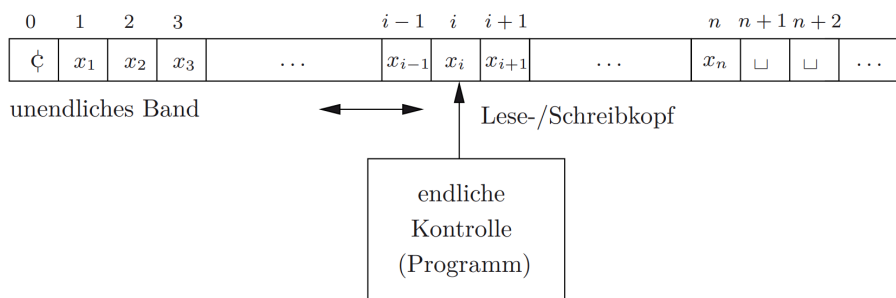 0 1 2 3 i − 1 i i + 1 n n + 1 n + 2
¢ x₁ x₂ x₃ ... xᵢ₋₁ xᵢ xᵢ₊₁ ... xₙ ␣ ␣ ...
unendliches Band
Lese-/Schreibkopf
endliche
Kontrolle
(Programm)